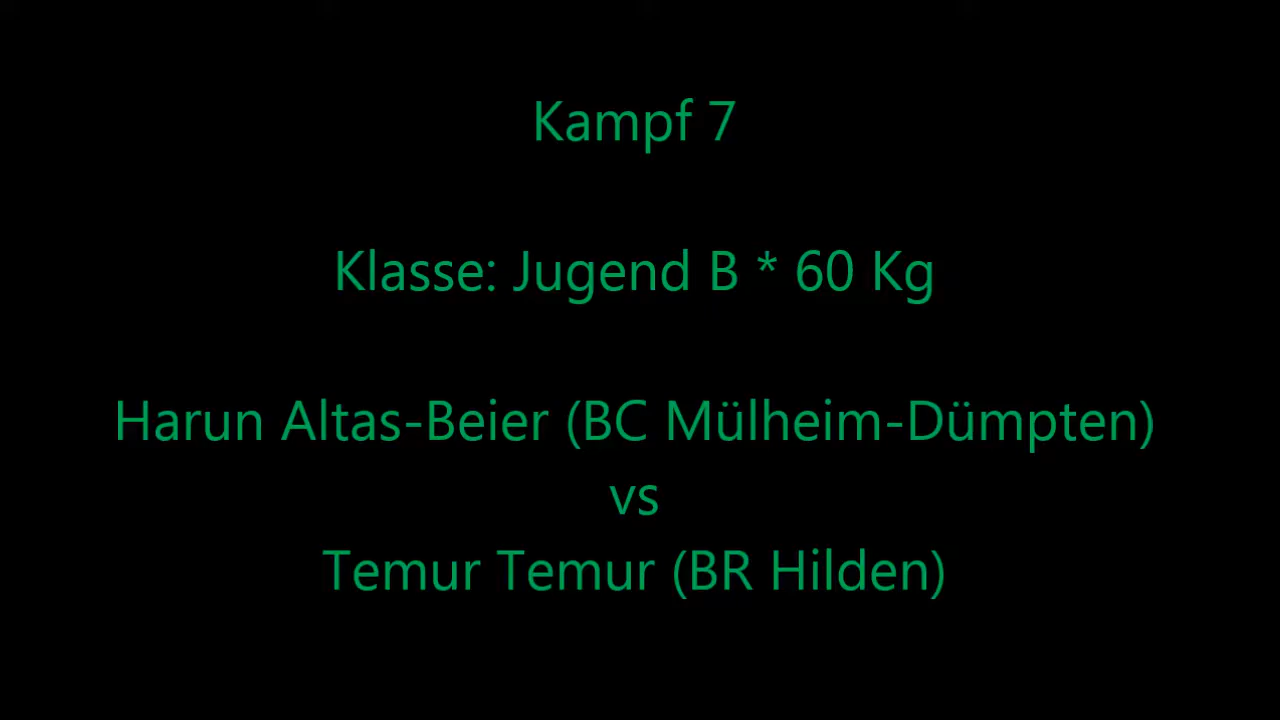 Kampf 7
Klasse: Jugend B * 60 Kg
Harun Altas-Beier (BC Mülheim-Dümpten)
vs
Temur Temur (BR Hilden)